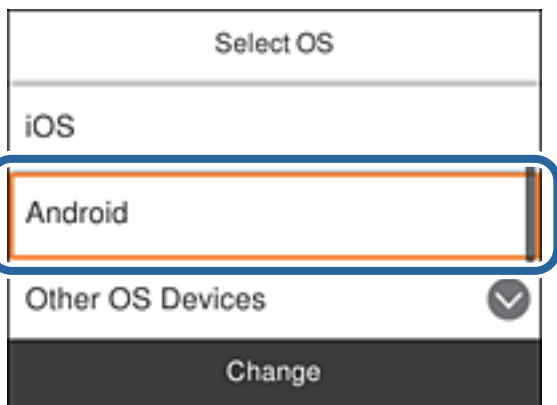 Select OS
iOS
Android
Other OS Devices
Change